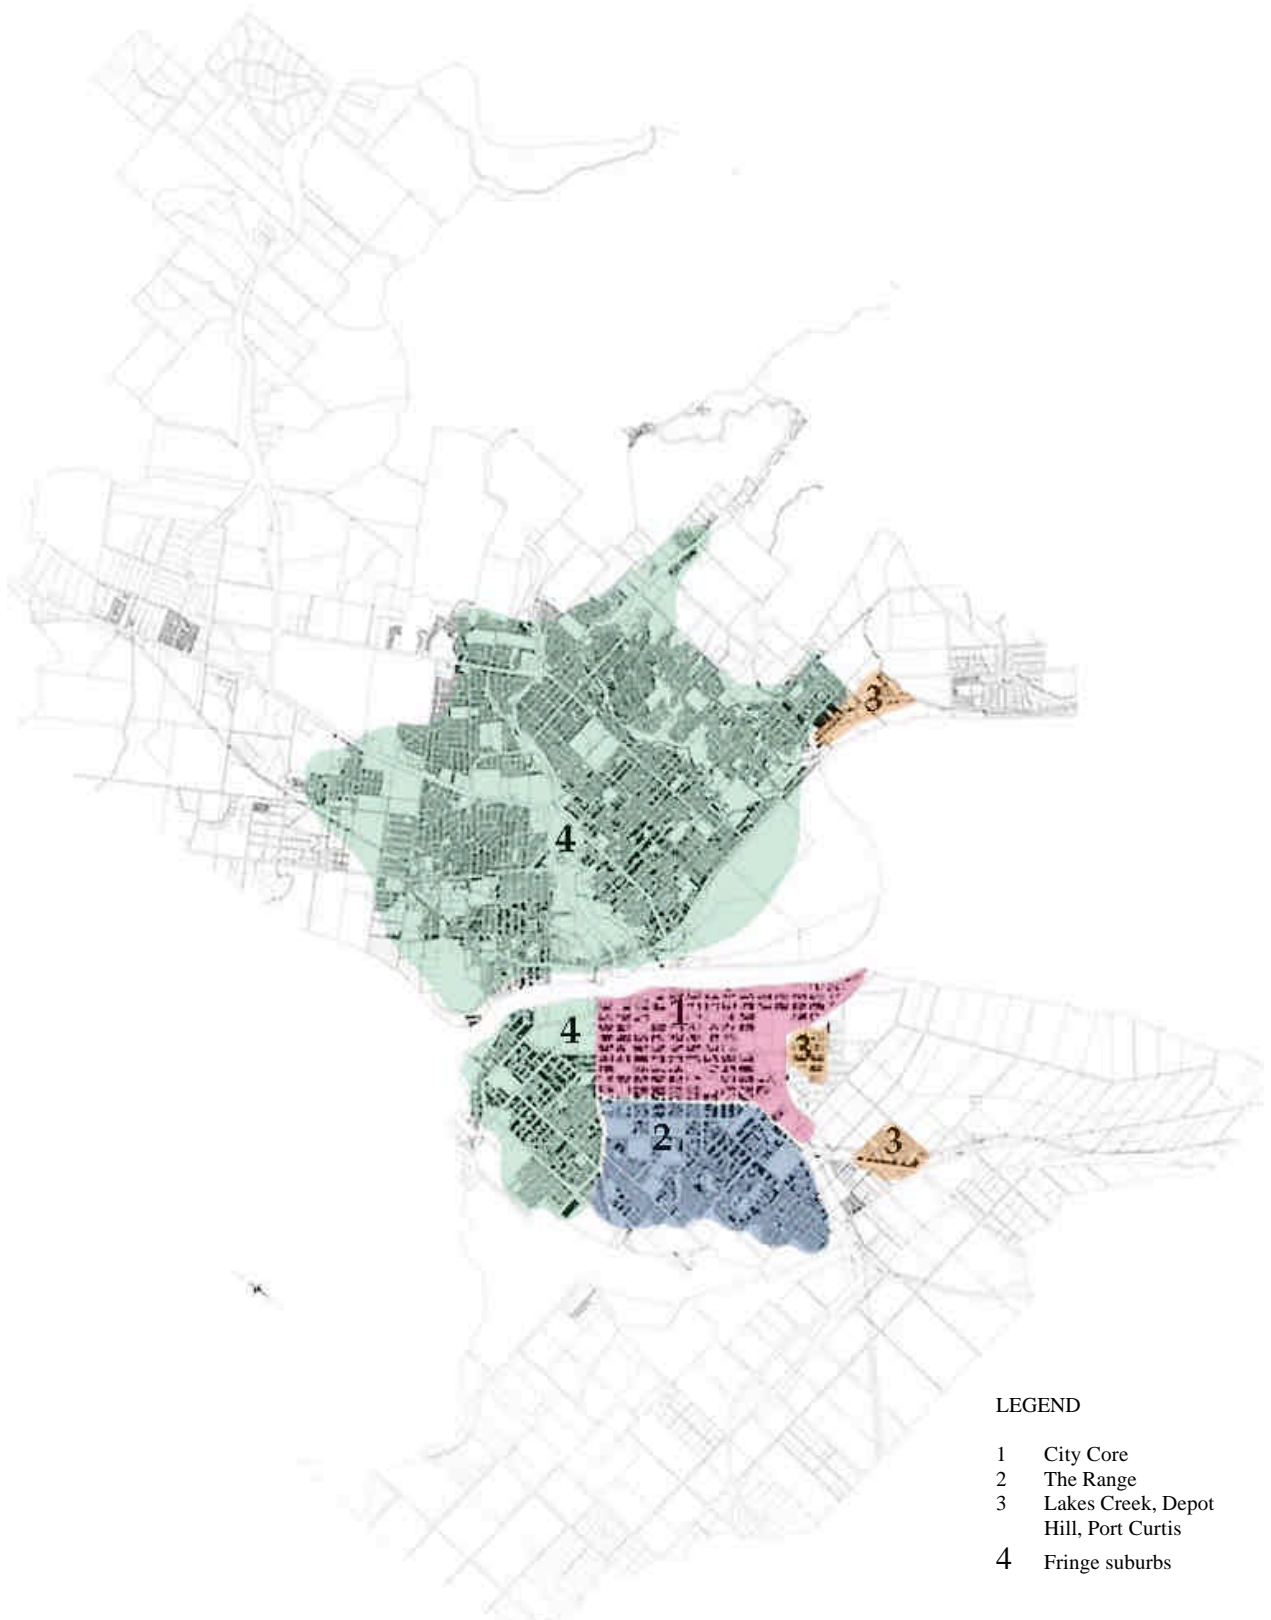 3
4
4
1
3
2
3
LEGEND
1 City Core
2 The Range
3 Lakes Creek, Depot
Hill, Port Curtis
4 Fringe suburbs